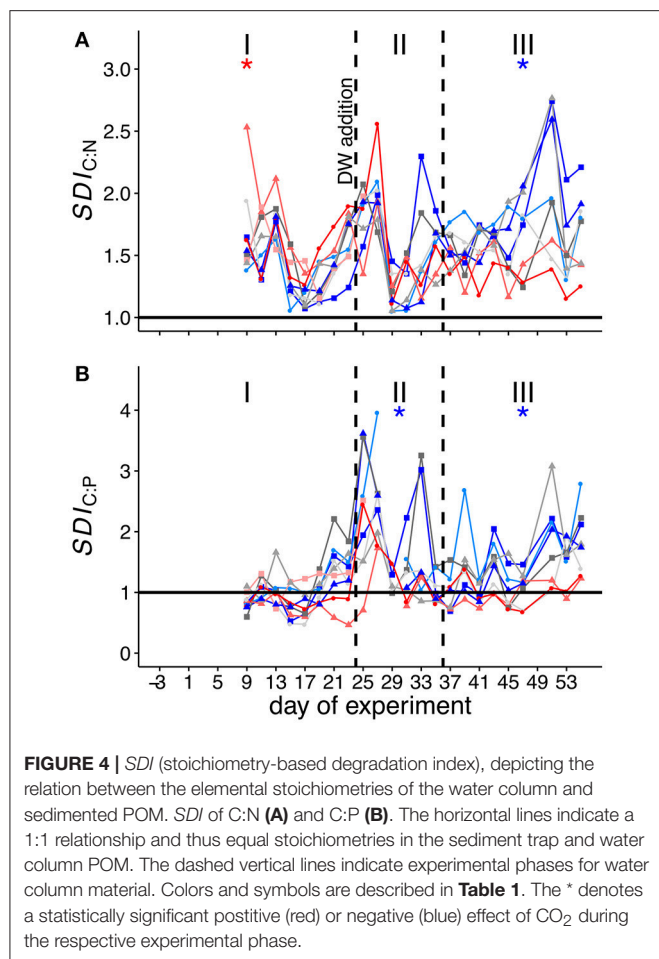 A
I
II
III
*
*
3.0
2.5
2.0
1.5
1.0
SDI C:N
DW addition
B
I
II
III
*
*
4
3
2
1
0
SDI C:P
-3 1 5 9 13 17 21 25 29 33 37 41 45 49 53
day of experiment
FIGURE 4 | SDI (stoichiometry-based degradation index), depicting the
relation between the elemental stoichiometries of the water column and
sedimented POM. SDI of C:N (A) and C:P (B). The horizontal lines indicate a
1:1 relationship and thus equal stoichiometries in the sediment trap and water
column POM. The dashed vertical lines indicate experimental phases for water
column material. Colors and symbols are described in Table 1. The * denotes
a statistically significant postitive (red) or negative (blue) effect of CO2 during
the respective experimental phase.